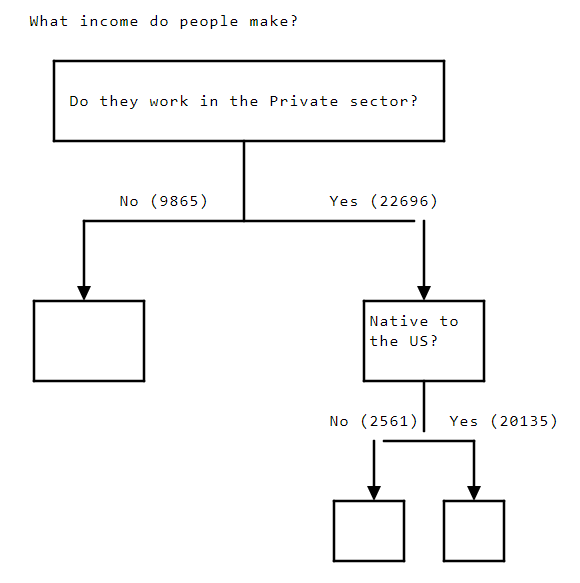 What income do people make?
Do they work in the Private sector?
No (9865)
Yes (22696)
Native to
the US?
No (2561)
Yes (20135)